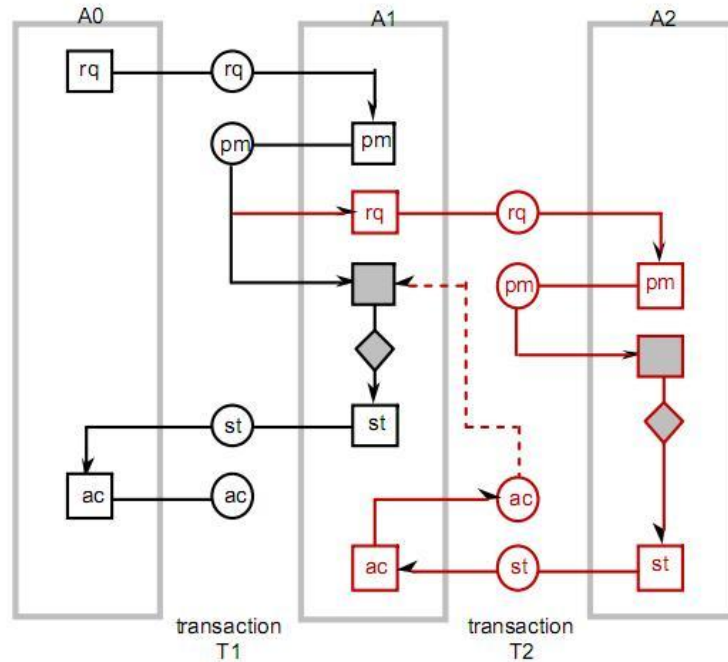 A0 A1 A2
rq rq
pm pm
rq rq
pm pm
st st
ac ac ac
ac st st
transaction transaction
T1 T2